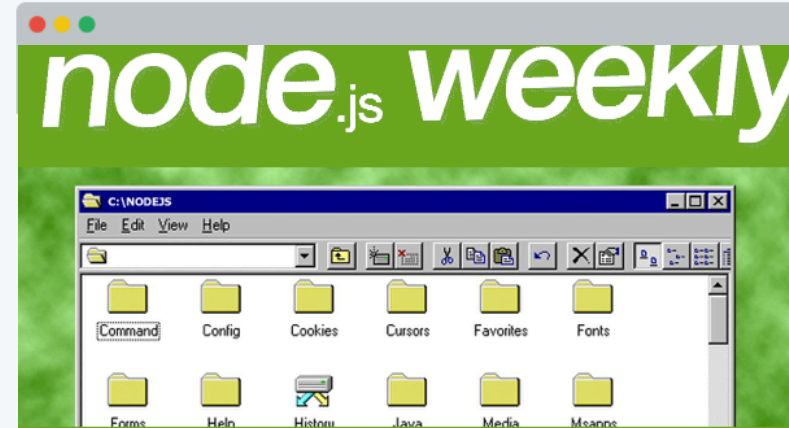 node.js weekly
C:\NODEJS
File Edit View Help
Command Config Cookies Cursors Favorites Fonts
Forms Help History Java Media Msapps